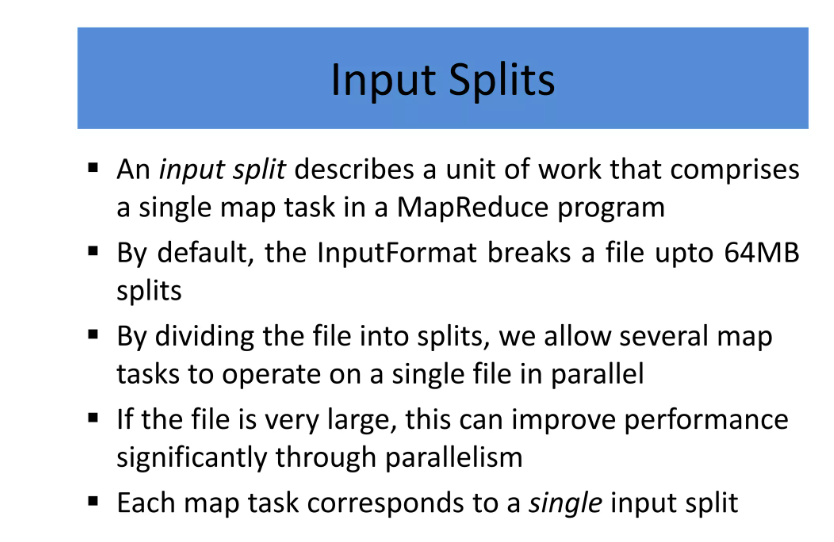 Input Splits
▪ An input split describes a unit of work that comprises
a single map task in a MapReduce program
▪ By default, the InputFormat breaks a file upto 64MB
splits
▪ By dividing the file into splits, we allow several map
tasks to operate on a single file in parallel
▪ If the file is very large, this can improve performance
significantly through parallelism
▪ Each map task corresponds to a single input split